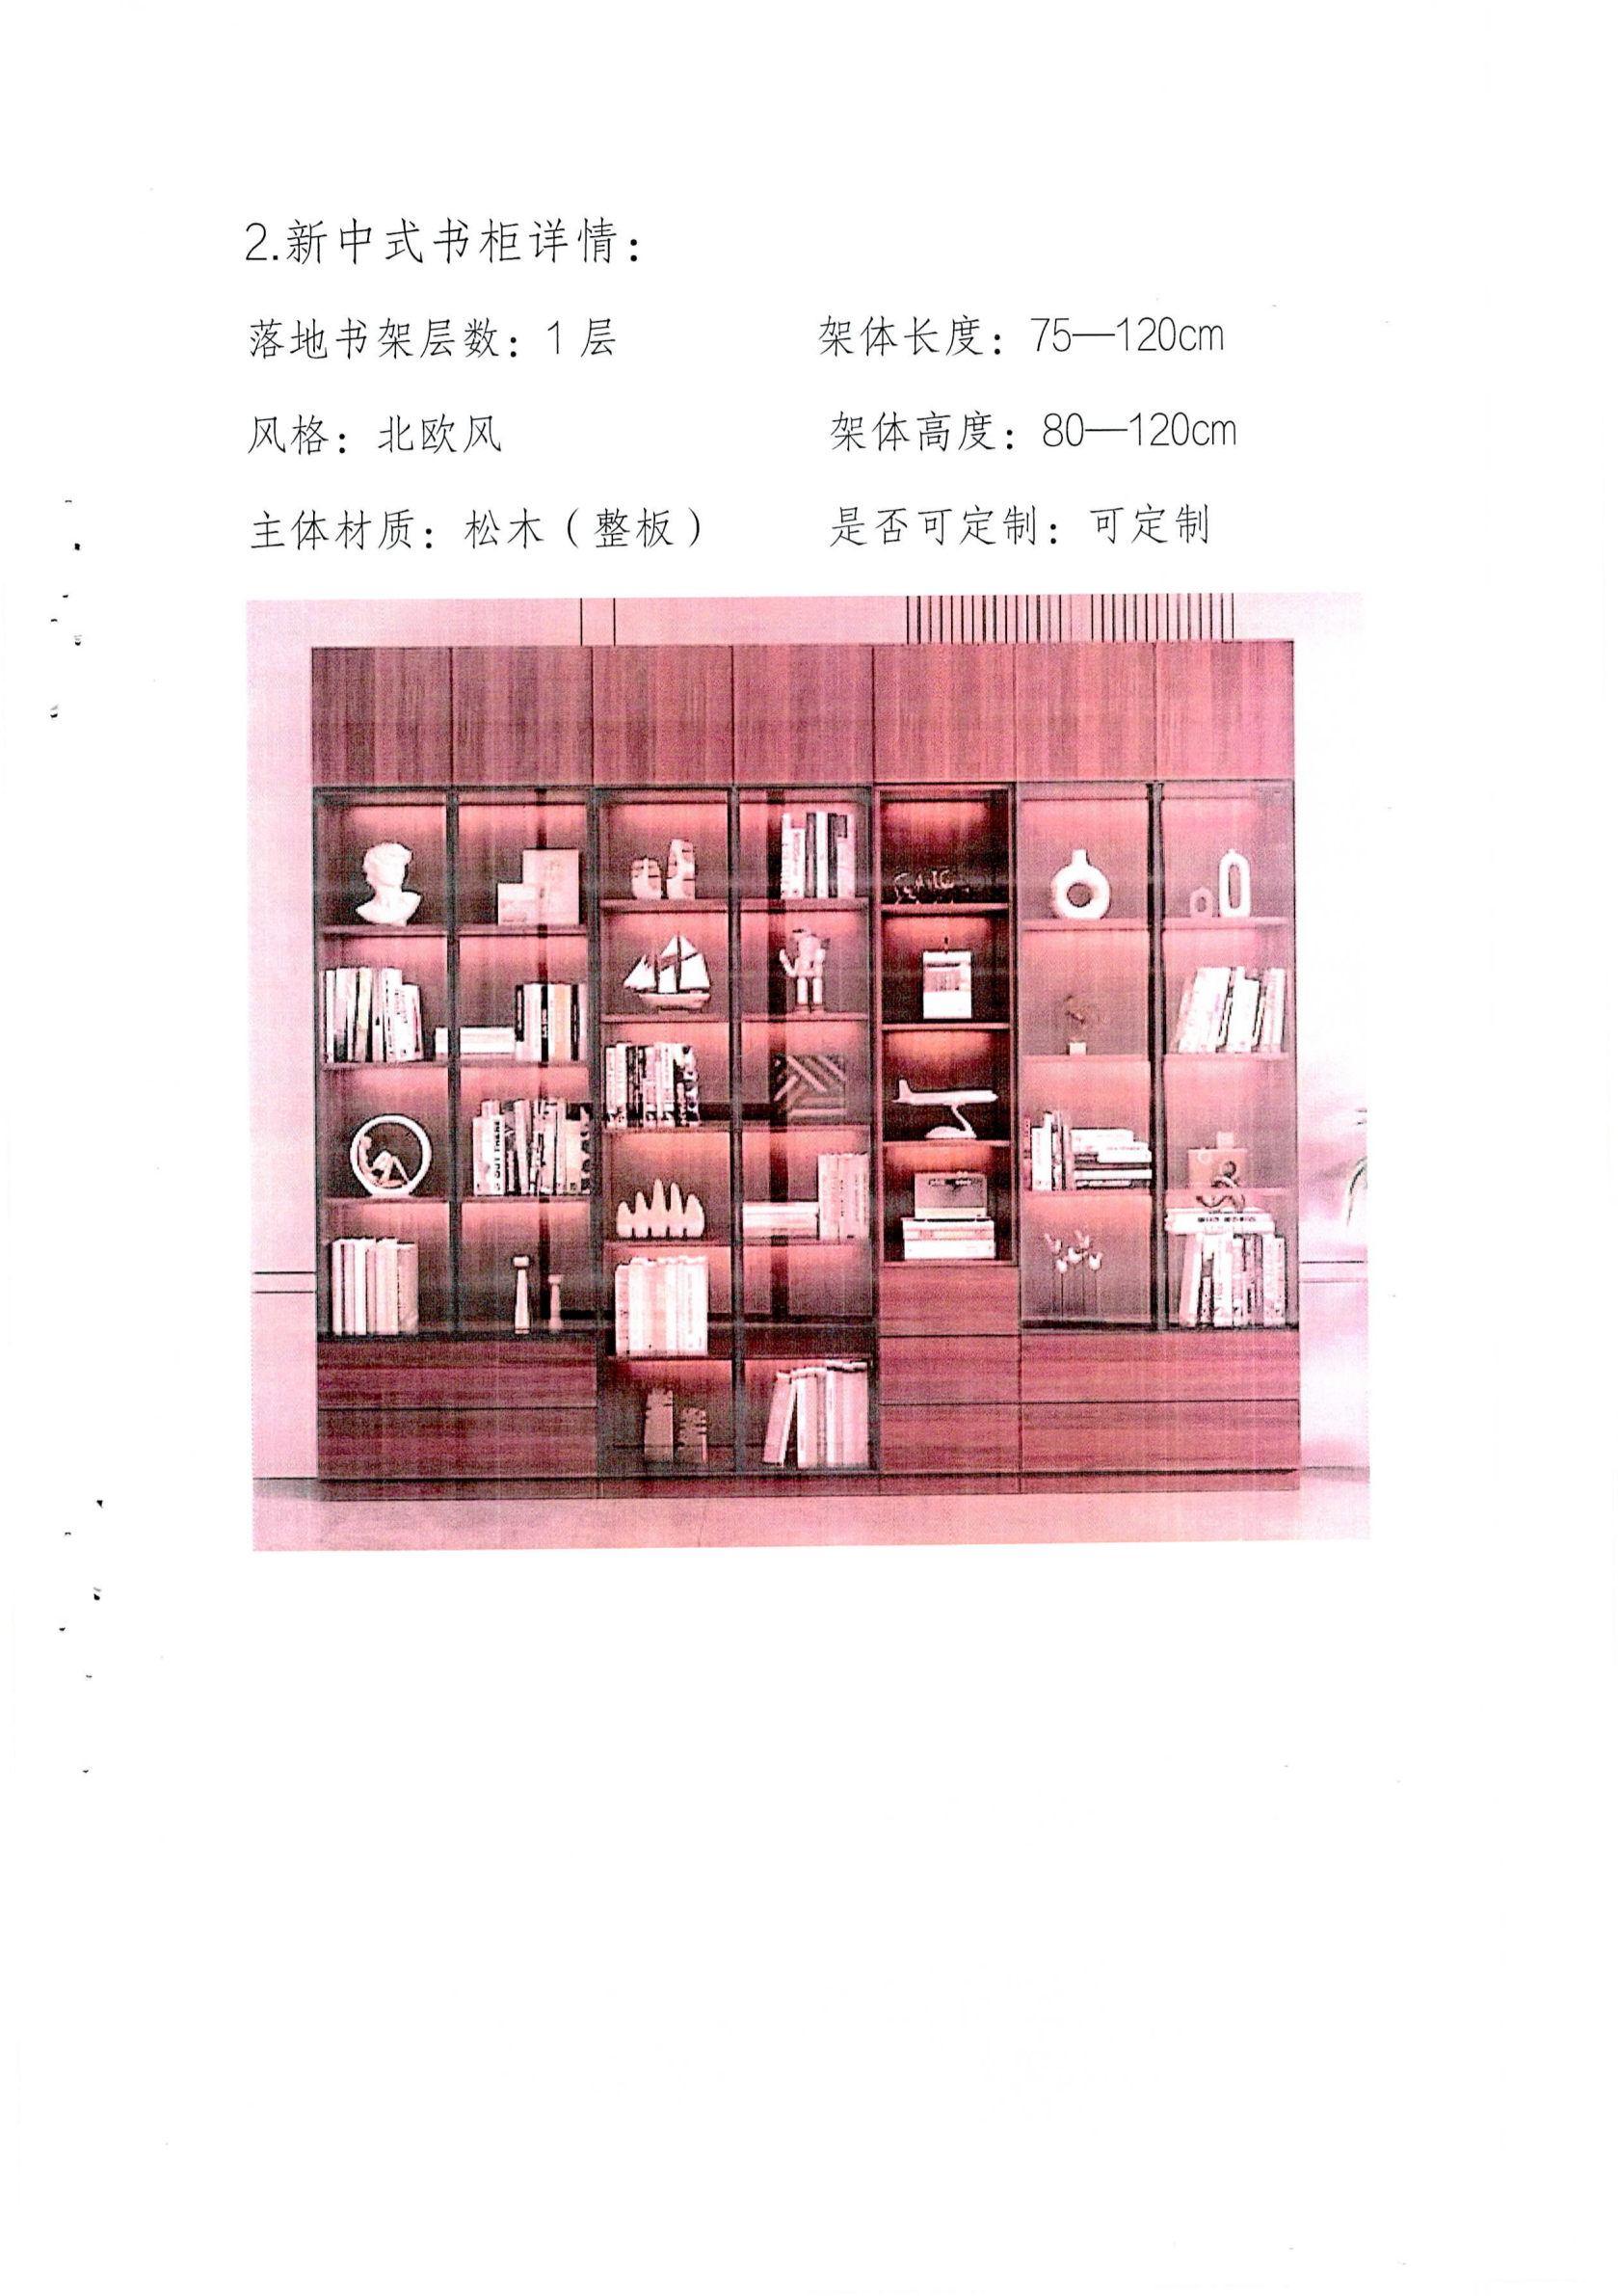 2.新中式书柜详情：
落地书架层数：1层 架体长度：75—120cm
风格：北欧风 架体高度：80—120cm
主体材质：松木（整板） 是否可定制：可定制